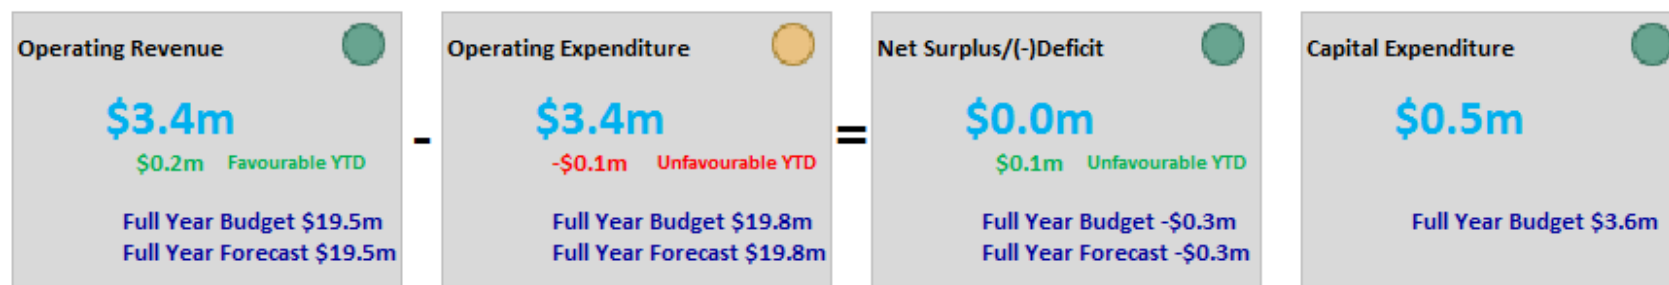 Operating Revenue
$3.4m
$0.2m Favourable YTD
Full Year Budget $19.5m
Full Year Forecast $19.5m
-
Operating Expenditure
$3.4m
-$0.1m Unfavourable YTD
Full Year Budget $19.8m
Full Year Forecast $19.8m
=
Net Surplus/(-)Deficit
$0.0m
$0.1m Unfavourable YTD
Full Year Budget -$0.3m
Full Year Forecast -$0.3m
Capital Expenditure
$0.5m
Full Year Budget $3.6m